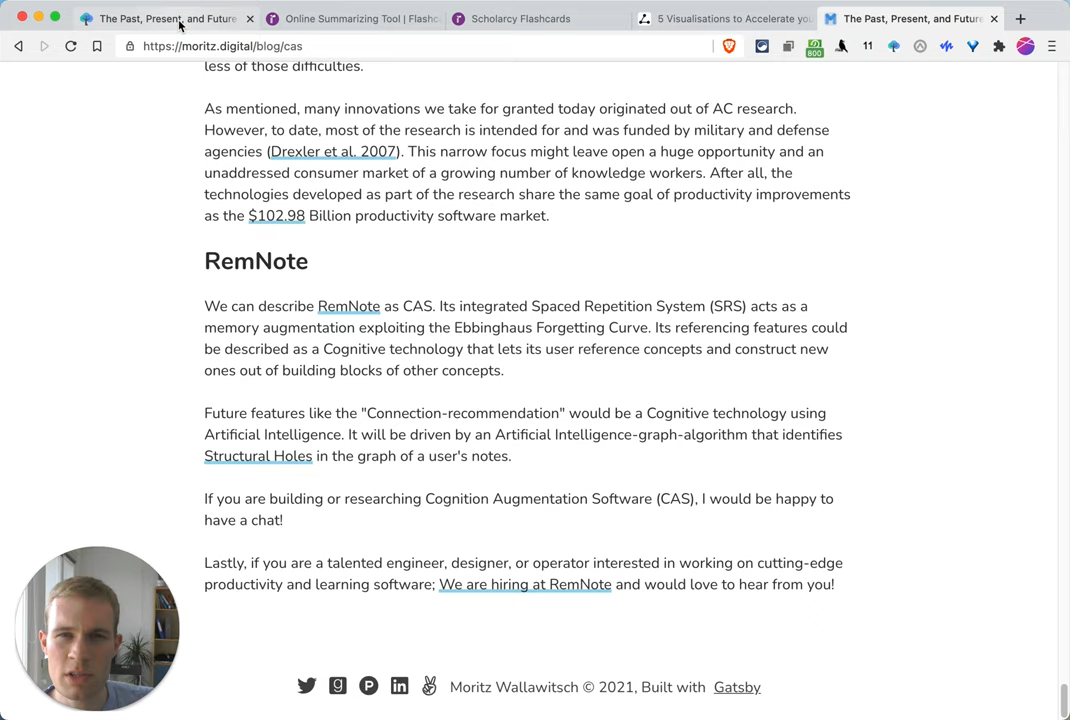 The Past, Present, and Future
Online Summarizing Tool | Flashc
Scholarcy Flashcards
5 Visualisations to Accelerate yo
The Past, Present, and Future
https://moritz.digital/blog/cas
800
11
less of those difficulties.
As mentioned, many innovations we take for granted today originated out of AC research.
However, to date, most of the research is intended for and was funded by military and defense
agencies (Drexler et al. 2007). This narrow focus might leave open a huge opportunity and an
unaddressed consumer market of a growing number of knowledge workers. After all, the
technologies developed as part of the research share the same goal of productivity improvements
as the $102.98 Billion productivity software market.
RemNote
We can describe RemNote as CAS. Its integrated Spaced Repetition System (SRS) acts as a
memory augmentation exploiting the Ebbinghaus Forgetting Curve. Its referencing features could
be described as a Cognitive technology that lets its user reference concepts and construct new
ones out of building blocks of other concepts.
Future features like the "Connection-recommendation" would be a Cognitive technology using
Artificial Intelligence. It will be driven by an Artificial Intelligence-graph-algorithm that identifies
Structural Holes in the graph of a user's notes.
If you are building or researching Cognition Augmentation Software (CAS), I would be happy to
have a chat!
Lastly, if you are a talented engineer, designer, or operator interested in working on cutting-edge
productivity and learning software; We are hiring at RemNote and would love to hear from you!
Moritz Wallawitsch © 2021, Built with Gatsby